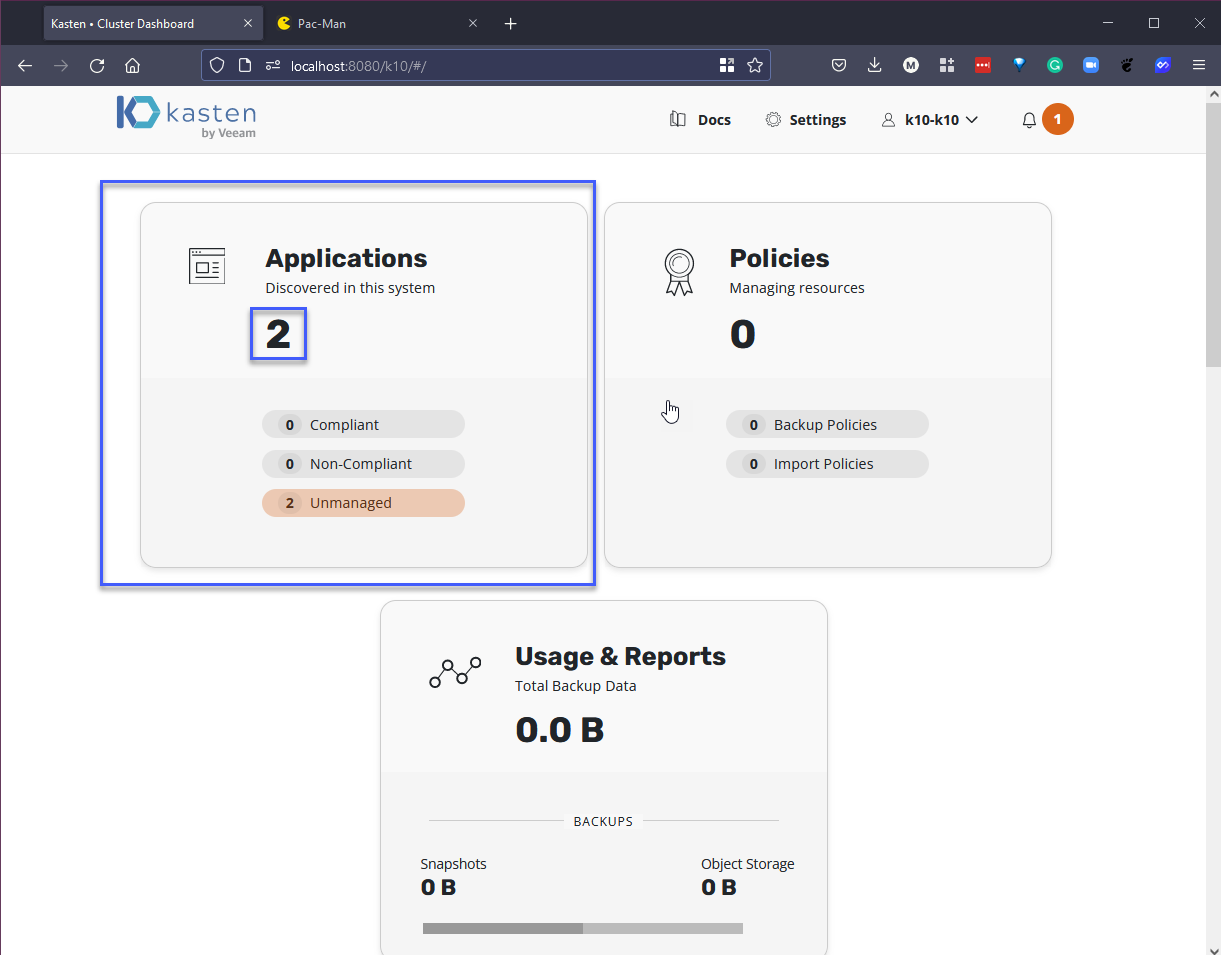 Kasten • Cluster Dashboard
Pac-Man
localhost:8080/k10/#/
M
G
kasten
by Veeam
Docs
Settings
k10-k10
1
Applications
Discovered in this system
2
0 Compliant
0 Non-Compliant
2 Unmanaged
Policies
Managing resources
0
0 Backup Policies
0 Import Policies
Usage & Reports
Total Backup Data
0.0 B
BACKUPS
Snapshots
0 B
Object Storage
0 B